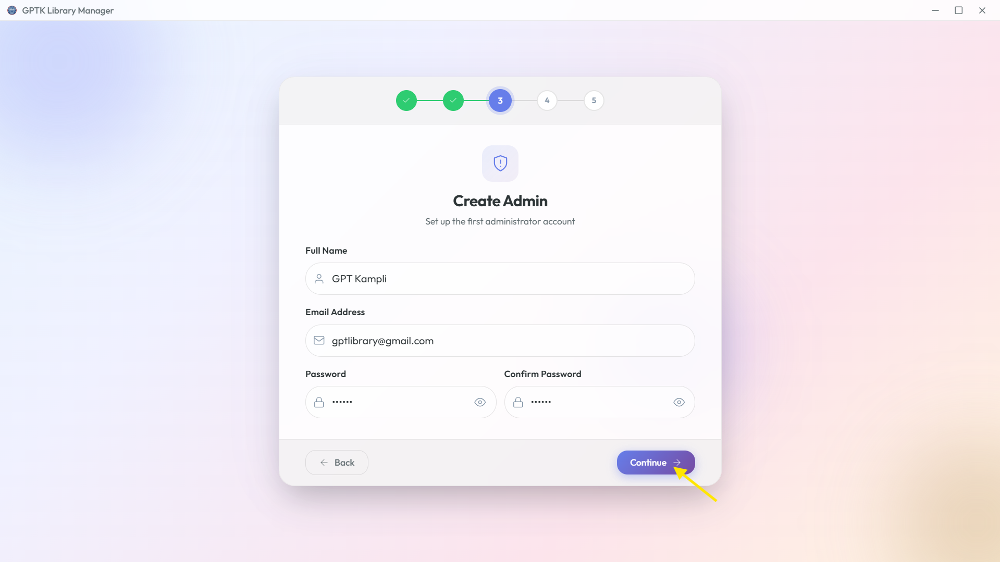 GPTK Library Manager
3
4
5
Create Admin
Set up the first administrator account
Full Name
GPT Kampli
Email Address
gptlibrary@gmail.com
Password
Confirm Password
••••••
••••••
Back
Continue